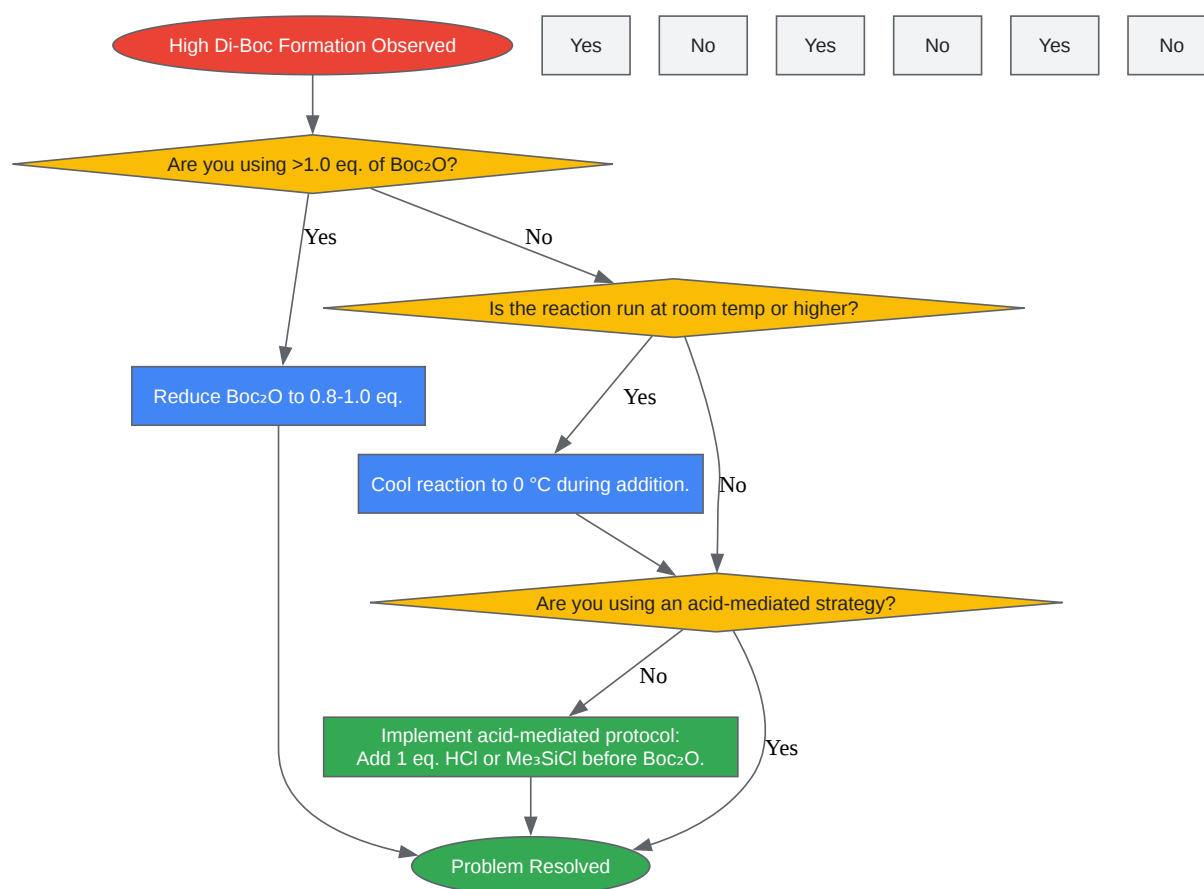 High Di-Boc Formation Observed
Yes
No
Yes
No
Yes
No
Are you using >1.0 eq. of Boc₂O?
Yes
No
Is the reaction run at room temp or higher?
Reduce Boc₂O to 0.8-1.0 eq.
Yes
Cool reaction to 0 °C during addition.
No
Are you using an acid-mediated strategy?
No
Implement acid-mediated protocol:
Add 1 eq. HCl or Me₃SiCl before Boc₂O.
Yes
Problem Resolved